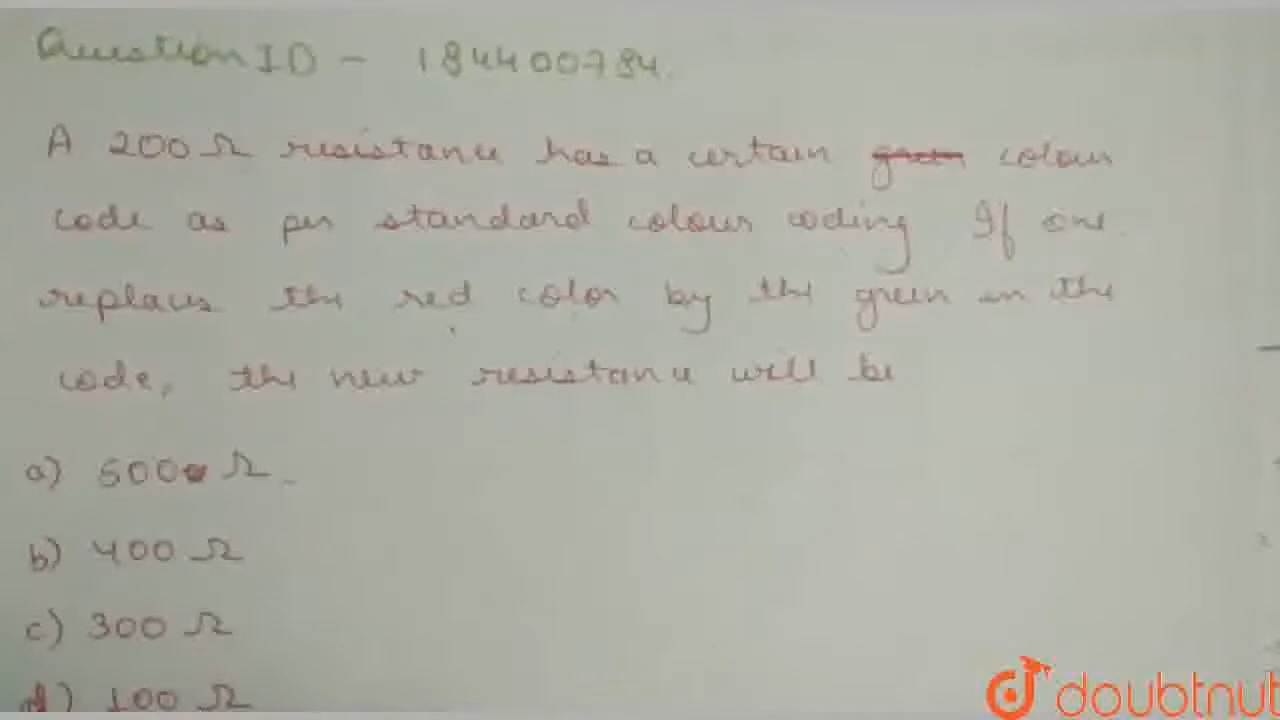 Question ID - 184400784.
A 200 Ω resistance has a certain green colour
code as per standard colour coding If one
replaces the red color by the green in the
code, the new resistance will be
a) 500 Ω
b) 400 Ω
c) 300 Ω
d) 100 Ω
doubtnut